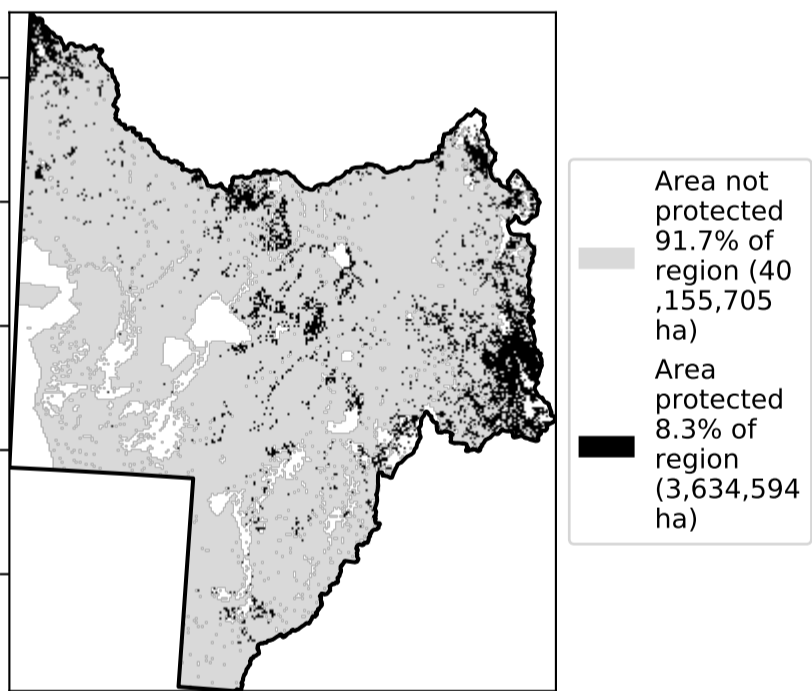 Area not
protected
91.7% of
region (40
,155,705
ha)
Area
protected
8.3% of
region
(3,634,594
ha)